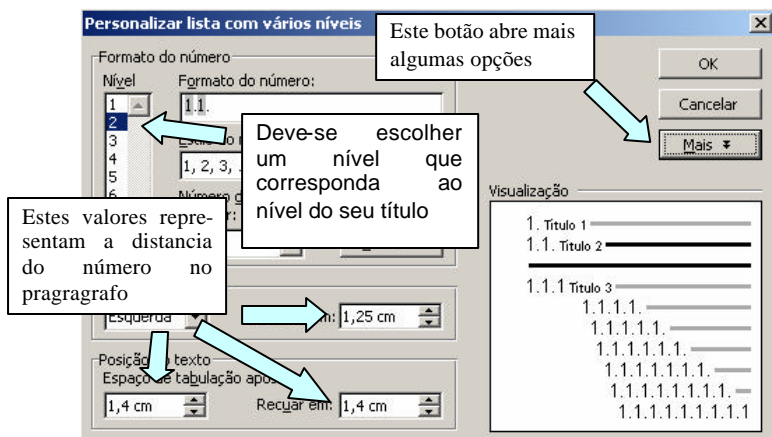 Personalizar lista com vários níveis
Este botão abre mais
algumas opções
Formato do número
Nível
Formato do número:
OK
1
1.1.
Cancelar
2
3
4
5
Mais
1, 2, 3,
Deve-se escolher
um nível que
corresponda ao
nível do seu título
Estes valores repre-
sentam a distancia
do número no
pragragrafo
Visualização
1. Título 1
1.1. Título 2
1.1.1 Título 3
1.1.1.1.
1.1.1.1.1.
1.1.1.1.1.1.
1.1.1.1.1.1.1.
1.1.1.1.1.1.1.1.
1.1.1.1.1.1.1.1.1
Esquerda
1,25 cm
Posição
texto
Espaço de tabulação após
1,4 cm
Recuar em:
1,4 cm